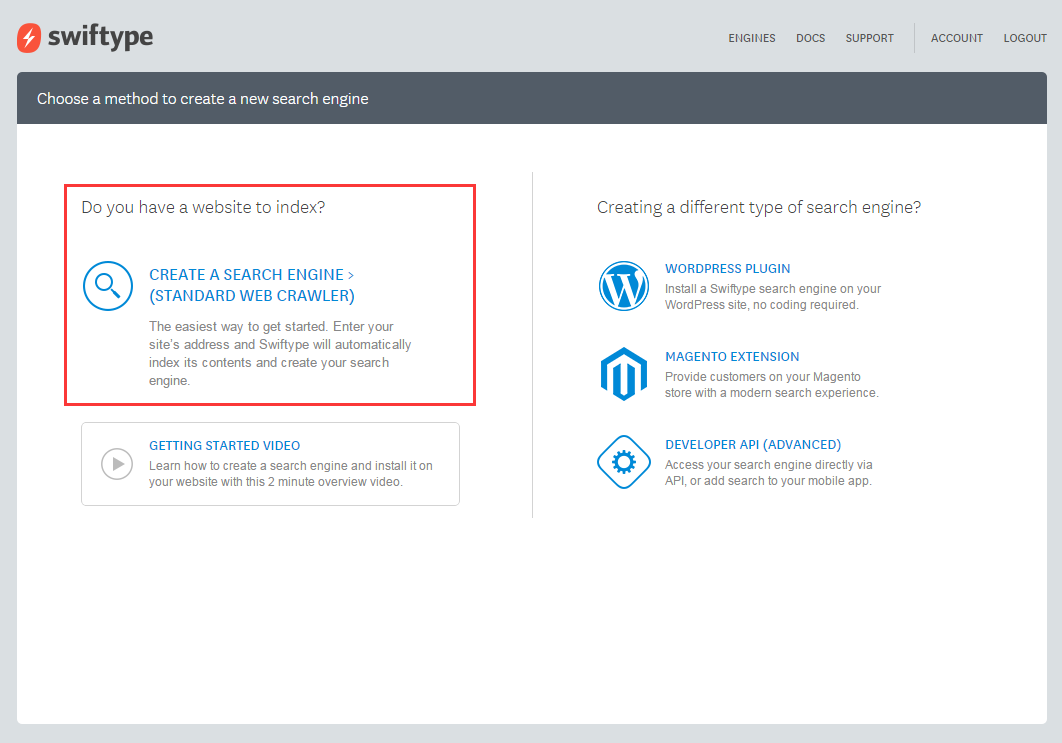 swiftype
ENGINES DOCS SUPPORT ACCOUNT LOGOUT
Choose a method to create a new search engine
Do you have a website to index?
CREATE A SEARCH ENGINE >
(STANDARD WEB CRAWLER)
The easiest way to get started. Enter your
site's address and Swiftype will automatically
index its contents and create your search
engine.
GETTING STARTED VIDEO
Learn how to create a search engine and install it on
your website with this 2 minute overview video.
Creating a different type of search engine?
WORDPRESS PLUGIN
Install a Swiftype search engine on your
WordPress site, no coding required.
MAGENTO EXTENSION
Provide customers on your Magento
store with a modern search experience.
DEVELOPER API (ADVANCED)
Access your search engine directly via
API, or add search to your mobile app.